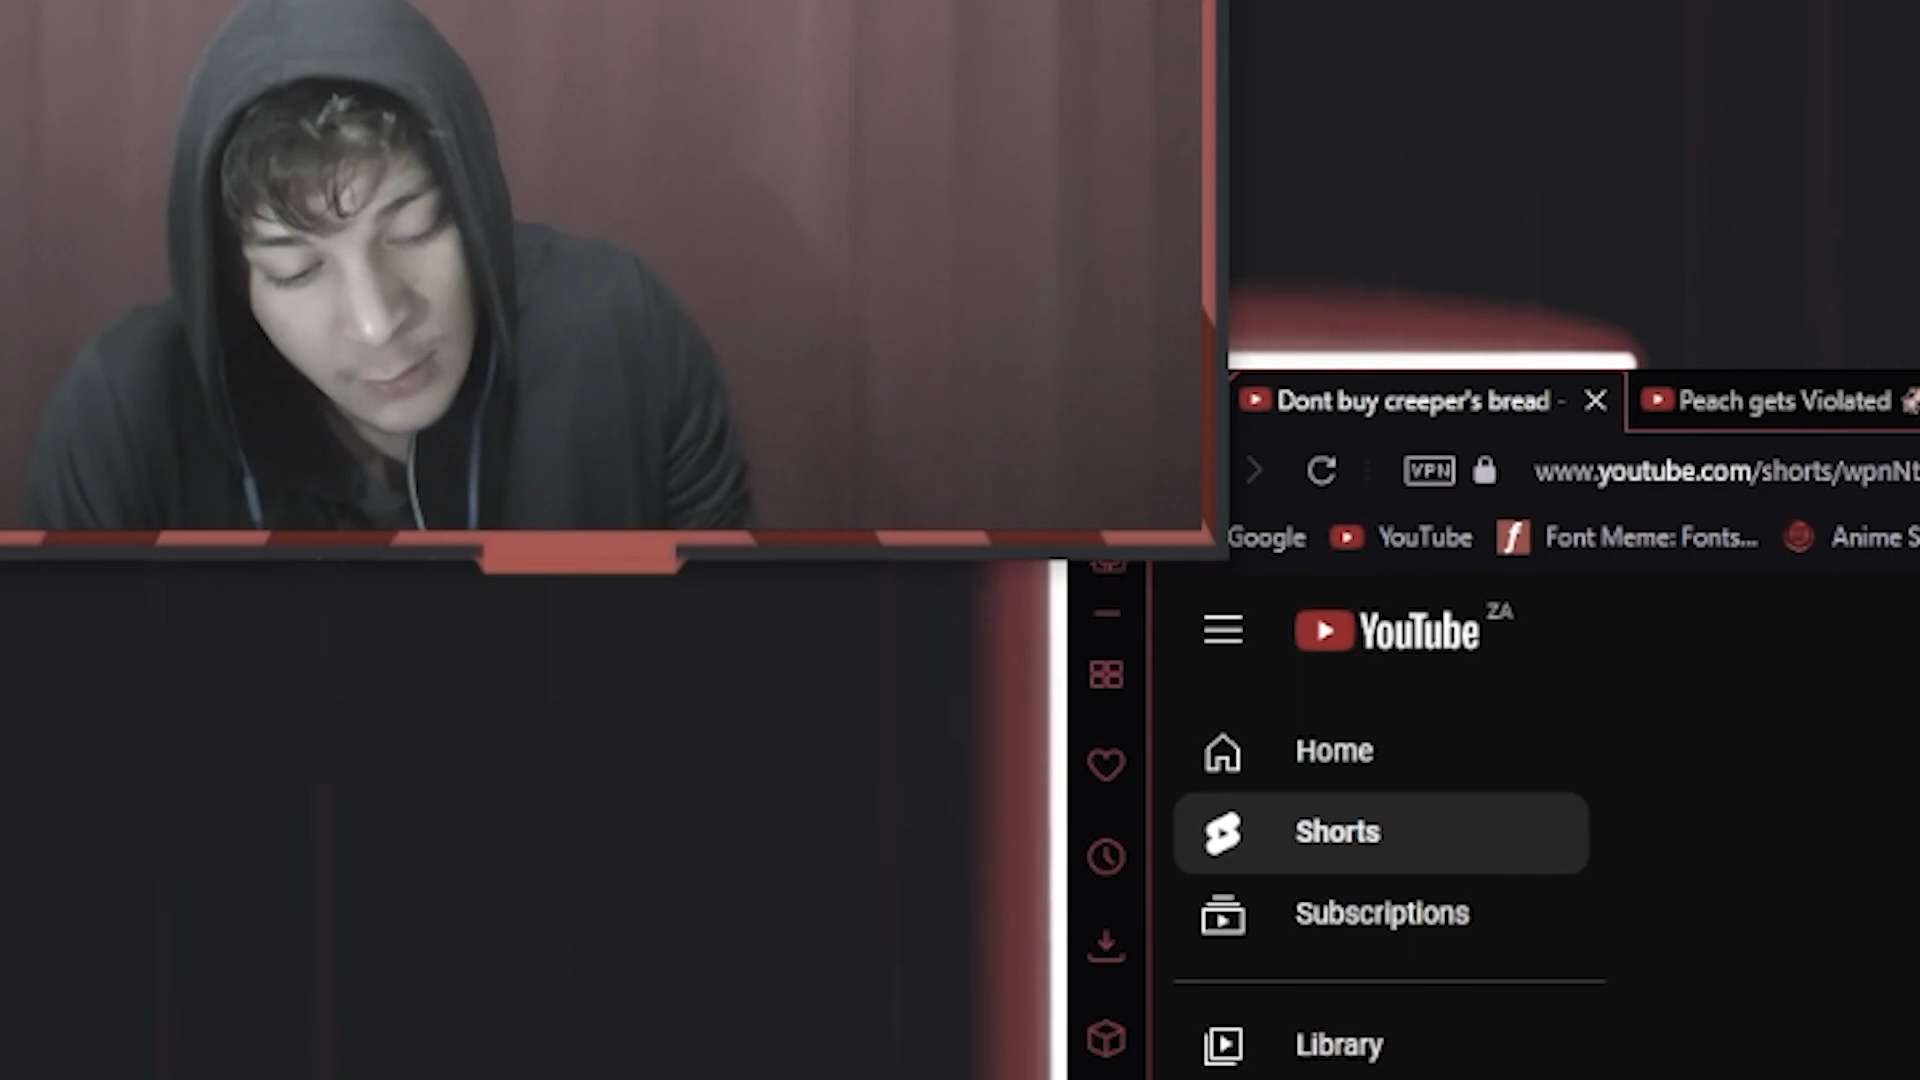 Dont buy creeper's bread -
Peach gets Violated
VPN
www.youtube.com/shorts/wpnNt
Google
YouTube
Font Meme: Fonts...
Anime S
YouTube ZA
Home
Shorts
Subscriptions
Library